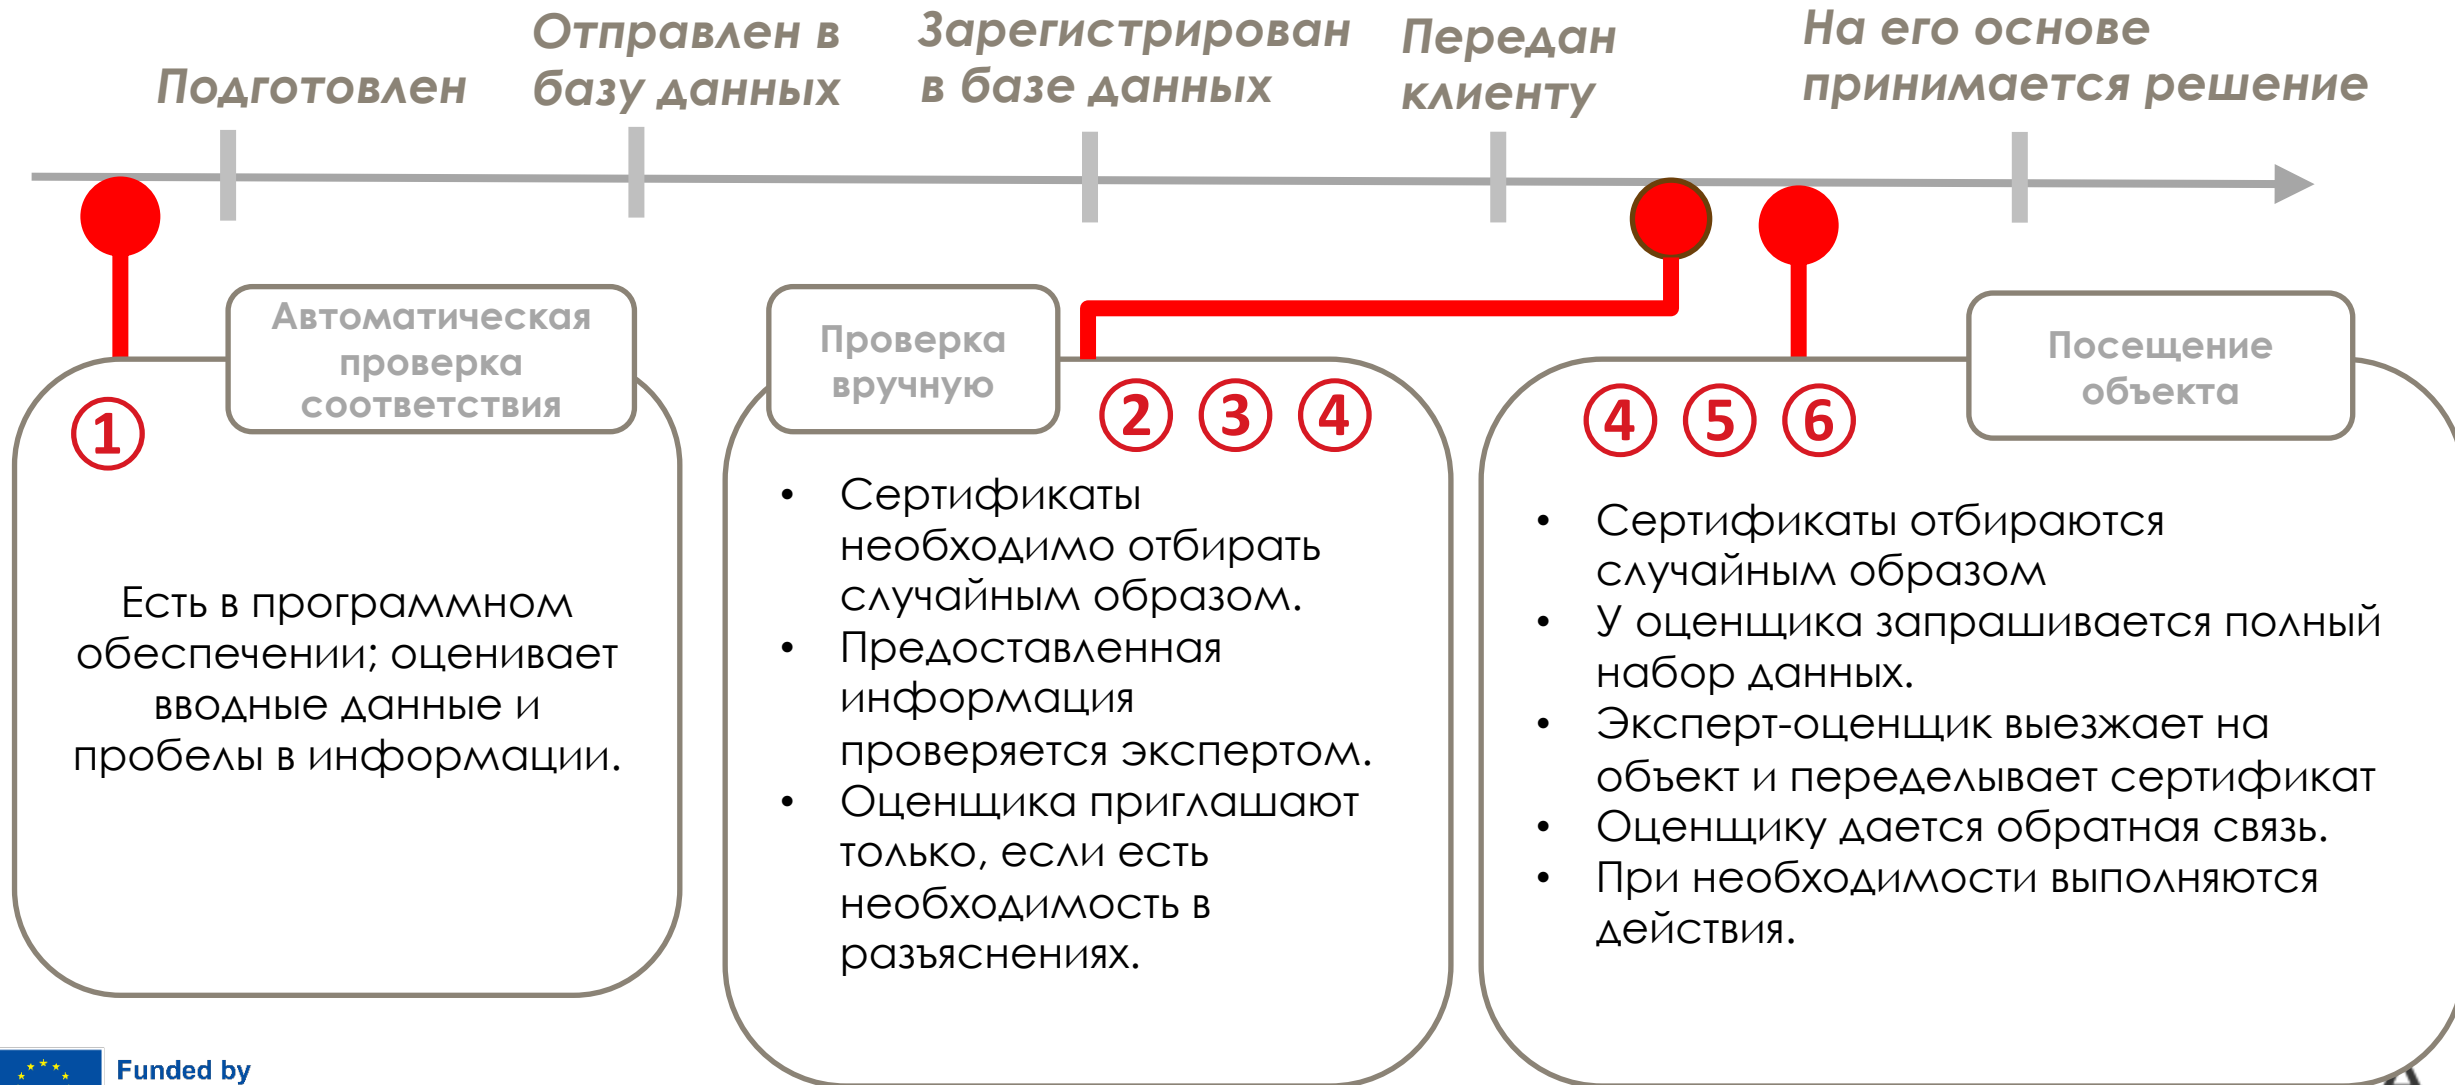 Подготовлен
Отправлен в
базу данных
Зарегистрирован
в базе данных
Передан
клиенту
На его основе
принимается решение
Автоматическая
проверка
соответствия
1
Есть в программном
обеспечении; оценивает
вводные данные и
пробелы в информации.
Проверка
вручную
2 3 4
• Сертификаты
необходимо отбирать
случайным образом.
• Предоставленная
информация
проверяется экспертом.
• Оценщика приглашают
только, если есть
необходимость в
разъяснениях.
Посещение
объекта
4 5 6
• Сертификаты отбираются
случайным образом
• У оценщика запрашивается полный
набор данных.
• Эксперт-оценщик выезжает на
объект и переделывает сертификат
• Оценщику дается обратная связь.
• При необходимости выполняются
действия.
Funded by